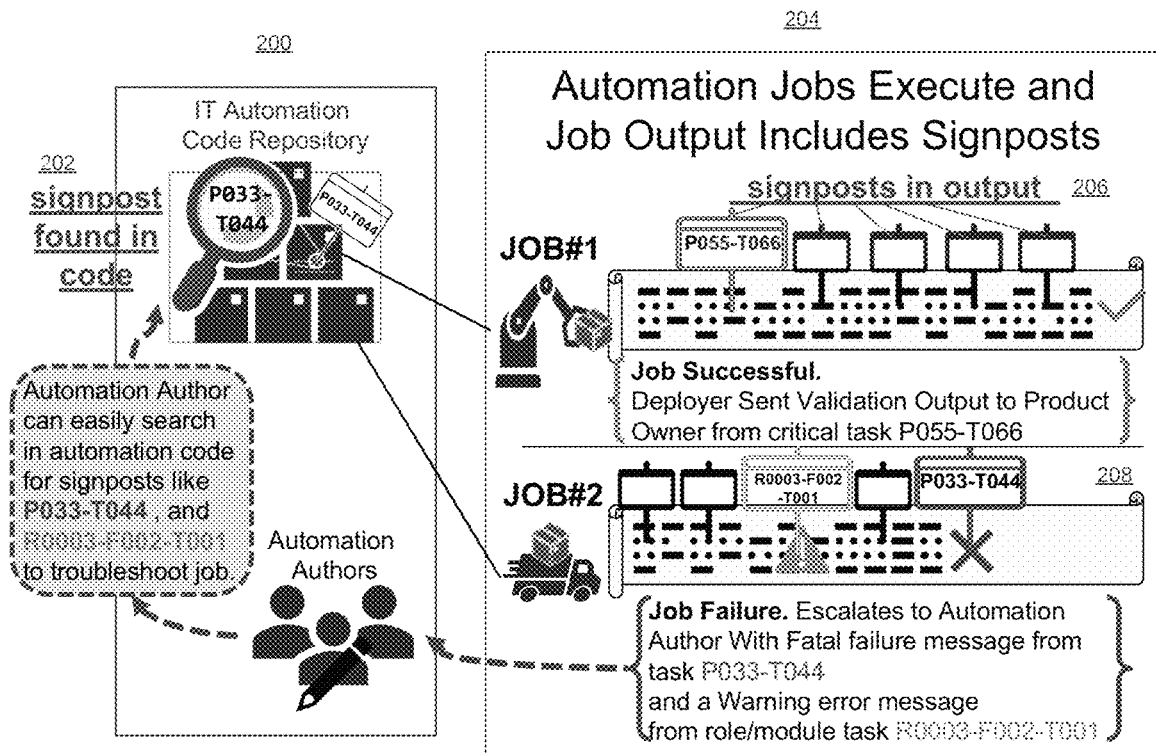 200
204
IT Automation
Code Repository
202
signpost
found in
code
P033-
T044
P033-T044
Automation Author
can easily search
in automation code
for signposts like
P033-T044 , and
R0003-F002-T001
to troubleshoot job.
Automation
Authors
Automation Jobs Execute and
Job Output Includes Signposts
signposts in output
206
P055-T066
JOB#1
Job Successful.
Deployer Sent Validation Output to Product
Owner from critical task P055-T066
JOB#2
R0003-F002
-T001
P033-T044
208
Job Failure. Escalates to Automation
Author With Fatal failure message from
task P033-T044
and a Warning error message
from role/module task R0003-F002-T001